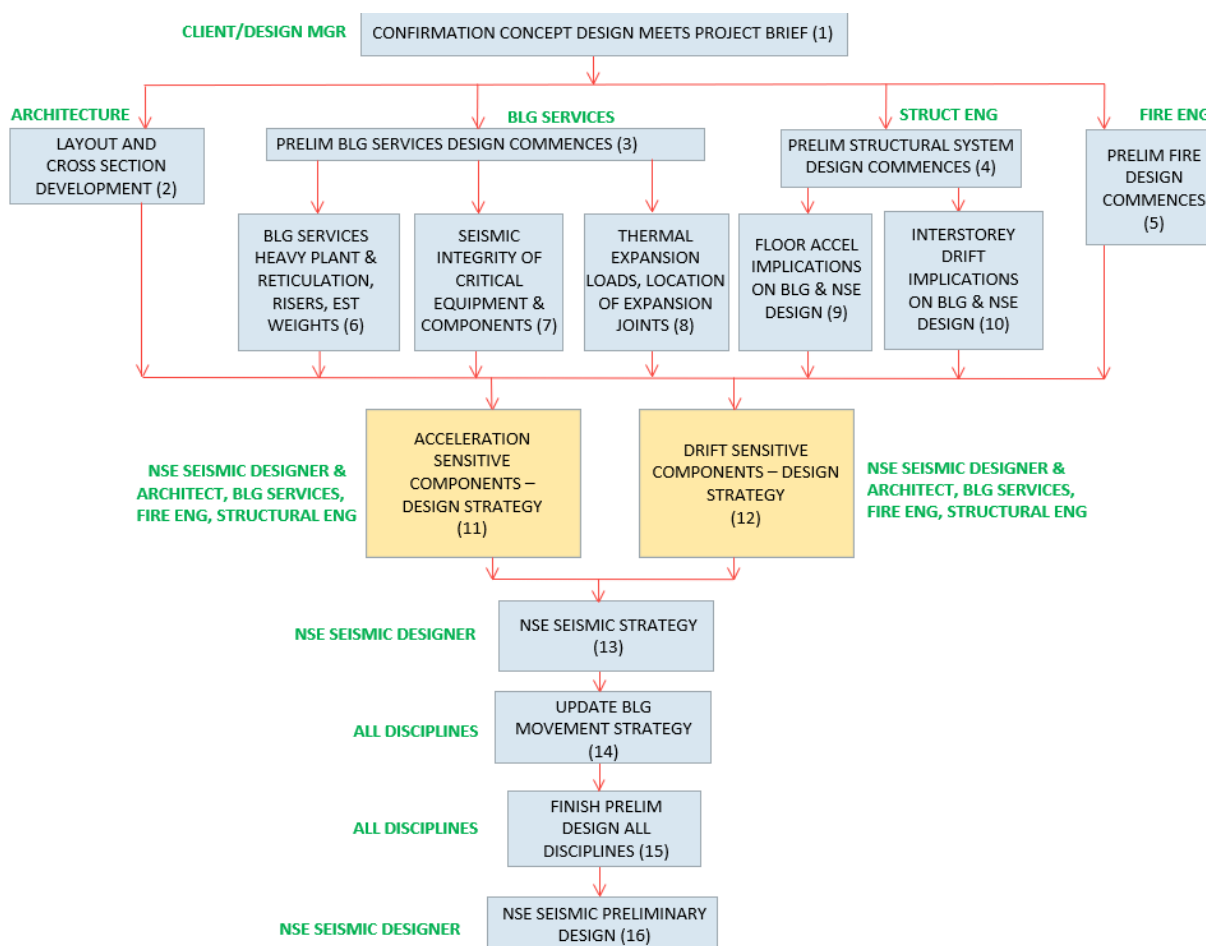 CLIENT/DESIGN MGR
CONFIRMATION CONCEPT DESIGN MEETS PROJECT BRIEF (1)
ARCHITECTURE
LAYOUT AND
CROSS SECTION
DEVELOPMENT (2)
BLG SERVICES
PRELIM BLG SERVICES DESIGN COMMENCES (3)
STRUCT ENG
PRELIM STRUCTURAL SYSTEM
DESIGN COMMENCES (4)
FIRE ENG
PRELIM FIRE
DESIGN
COMMENCES
(5)
BLG SERVICES
HEAVY PLANT &
RETICULATION,
RISERS, EST
WEIGHTS (6)
SEISMIC
INTEGRITY OF
CRITICAL
EQUIPMENT &
COMPONENTS (7)
THERMAL
EXPANSION
LOADS, LOCATION
OF EXPANSION
JOINTS (8)
FLOOR ACCEL
IMPLICATIONS
ON BLG & NSE
DESIGN (9)
INTERSTOREY
DRIFT
IMPLICATIONS
ON BLG & NSE
DESIGN (10)
NSE SEISMIC DESIGNER &
ARCHITECT, BLG SERVICES,
FIRE ENG, STRUCTURAL ENG
ACCELERATION
SENSITIVE
COMPONENTS –
DESIGN STRATEGY
(11)
DRIFT SENSITIVE
COMPONENTS – DESIGN
STRATEGY
(12)
NSE SEISMIC DESIGNER &
ARCHITECT, BLG SERVICES,
FIRE ENG, STRUCTURAL ENG
NSE SEISMIC DESIGNER
NSE SEISMIC STRATEGY
(13)
ALL DISCIPLINES
UPDATE BLG
MOVEMENT STRATEGY
(14)
ALL DISCIPLINES
FINISH PRELIM
DESIGN ALL
DISCIPLINES (15)
NSE SEISMIC DESIGNER
NSE SEISMIC PRELIMINARY
DESIGN (16)